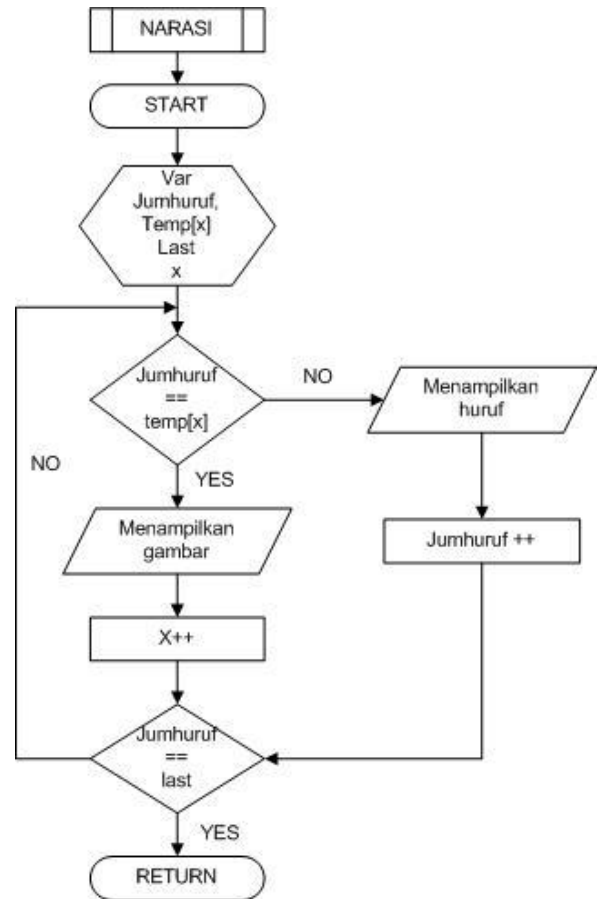 NARASI
START
Var
Jumhuruf,
Temp[x]
Last
x
Jumhuruf
==
temp[x]
NO
Menampilkan
huruf
NO
YES
Menampilkan
gambar
Jumhuruf ++
X++
Jumhuruf
==
last
YES
RETURN